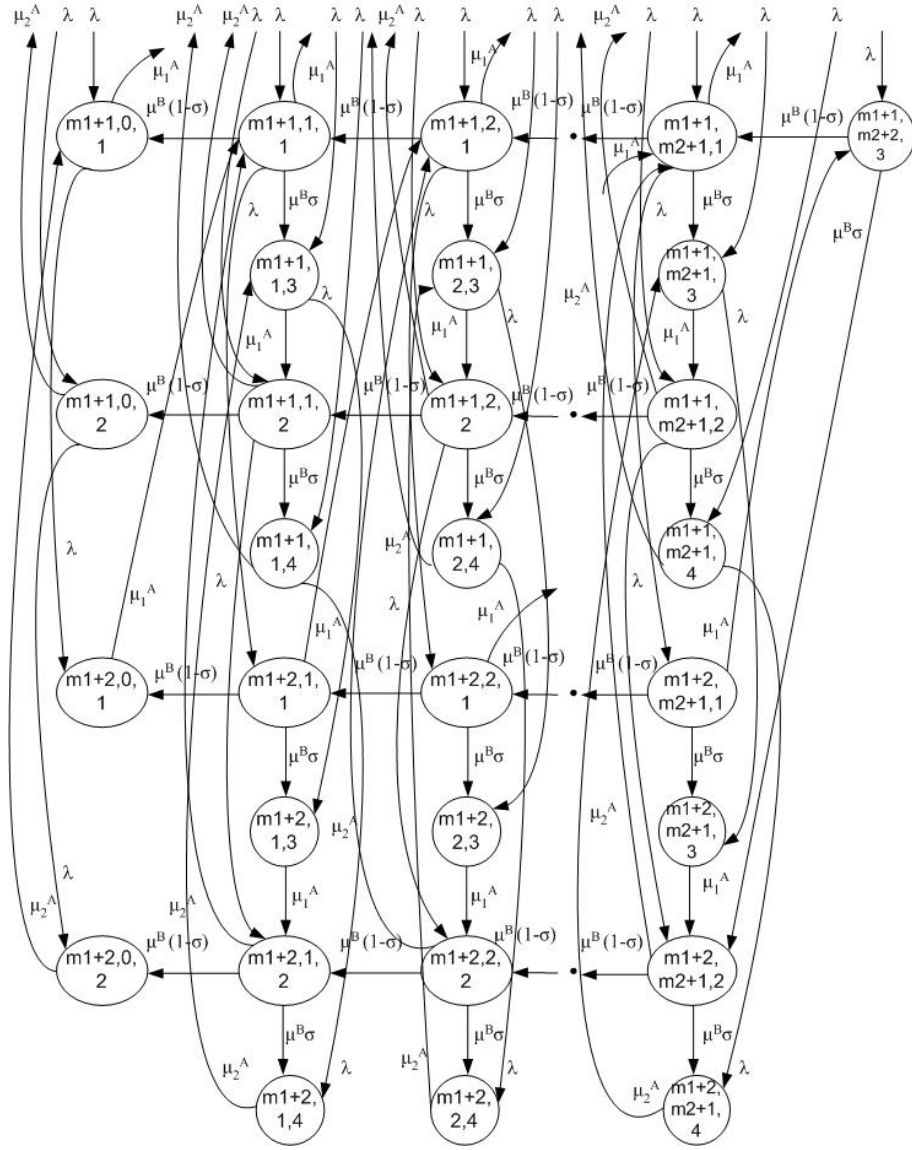 μ₂ᴬ λ λ μ₂ᴬ μ₂ᴬ λ λ λ λ μ₂ᴬ λ λ λ λ μ₂ᴬ λ λ λ λ
μ₁ᴬ μ₁ᴬ μ₁ᴬ μ₁ᴬ λ
μᴮ(1-σ) μᴮ(1-σ) μᴮ(1-σ) μᴮ(1-σ) μᴮ(1-σ)
m1+1,0, m1+1,1, m1+1,2, m1+1, m1+1,
1 1 1 m2+1,1 m2+2,
3
μ₁ᴬ
λ μᴮσ λ μᴮσ λ μᴮσ μᴮσ
m1+1, m1+1, m1+1,
1,3 2,3 m2+1,
3
μ₂ᴬ
λ λ λ
μ₁ᴬ μ₁ᴬ μ₁ᴬ
μᴮ(1-σ) μᴮ(1-σ) μᴮ(1-σ) μᴮ(1-σ)
m1+1,0, m1+1,1, m1+1,2, m1+1,
2 2 2 m2+1,2
μᴮσ μᴮσ μᴮσ
m1+1, m1+1, m1+1,
1,4 2,4 m2+1,
4
λ μ₂ᴬ
μ₁ᴬ λ λ μ₁ᴬ λ μ₁ᴬ
μ₁ᴬ
μᴮ(1-σ) μᴮ(1-σ) μᴮ(1-σ) μᴮ(1-σ)
m1+2,0, m1+2,1, m1+2,2, m1+2,
1 1 1 m2+1,1
μᴮσ μᴮσ μᴮσ
m1+2, m1+2, m1+2,
1,3 2,3 m2+1,
3
μ₂ᴬ μ₂ᴬ
λ
μ₂ᴬ μ₂ᴬ μ₁ᴬ μ₁ᴬ μ₁ᴬ
μᴮ(1-σ) μᴮ(1-σ) μᴮ(1-σ) μᴮ(1-σ)
m1+2,0, m1+2,1, m1+2,2, m1+2,
2 2 2 m2+1,2
μᴮσ μᴮσ μᴮσ
μ₂ᴬ λ μ₂ᴬ λ μ₂ᴬ λ
m1+2, m1+2, m1+2,
1,4 2,4 m2+1,
4